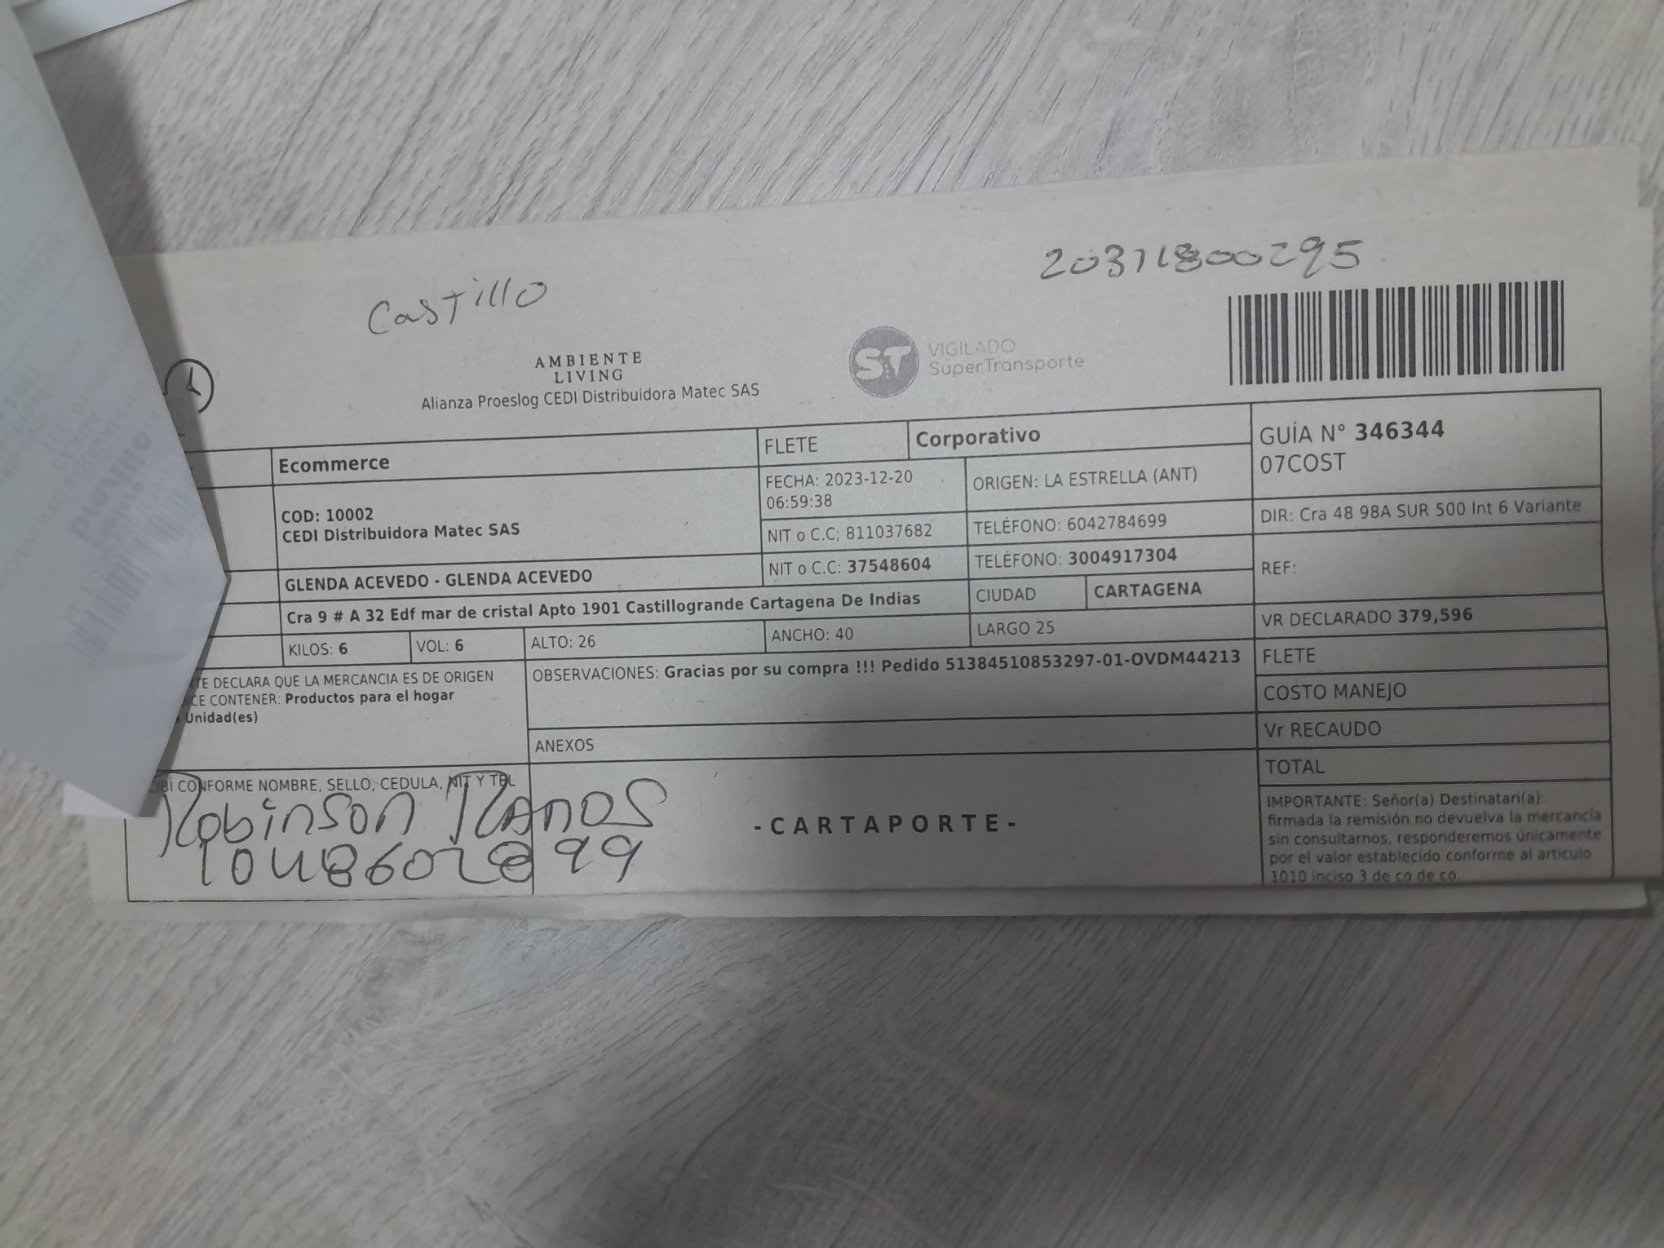 Castillo
20371800295
AMBIENTE
LIVING
Alianza Proeslog CEDI Distribuidora Matec SAS
ST VIGILADO
SuperTransporte
Ecommerce
FLETE
Corporativo
GUÍA N° 346344
07COST
COD: 10002
CEDI Distribuidora Matec SAS
FECHA: 2023-12-20
06:59:38
ORIGEN: LA ESTRELLA (ANT)
NIT o C.C; 811037682
TELÉFONO: 6042784699
DIR: Cra 48 98A SUR 500 Int 6 Variante
GLENDA ACEVEDO - GLENDA ACEVEDO
NIT o C.C: 37548604
TELÉFONO: 3004917304
REF:
Cra 9 # A 32 Edf mar de cristal Apto 1901 Castillogrande Cartagena De Indias
CIUDAD
CARTAGENA
KILOS: 6
VOL: 6
ALTO: 26
ANCHO: 40
LARGO 25
VR DECLARADO 379,596
TE DECLARA QUE LA MERCANCIA ES DE ORIGEN
CE CONTENER: Productos para el hogar
Unidad(es)
OBSERVACIONES: Gracias por su compra !!! Pedido 51384510853297-01-OVDM44213
FLETE
COSTO MANEJO
ANEXOS
Vr RECAUDO
TOTAL
CONFORME NOMBRE, SELLO, CEDULA, NIT Y TEL
Robinson
-CARTAPORTE-
IMPORTANTE: Señor(a) Destinatari(a)
firmada la remisión no devuelva la mercancía
sin consultarnos, responderemos únicamente
por el valor establecido conforme al articulo
1010 inciso 3 de co de co.